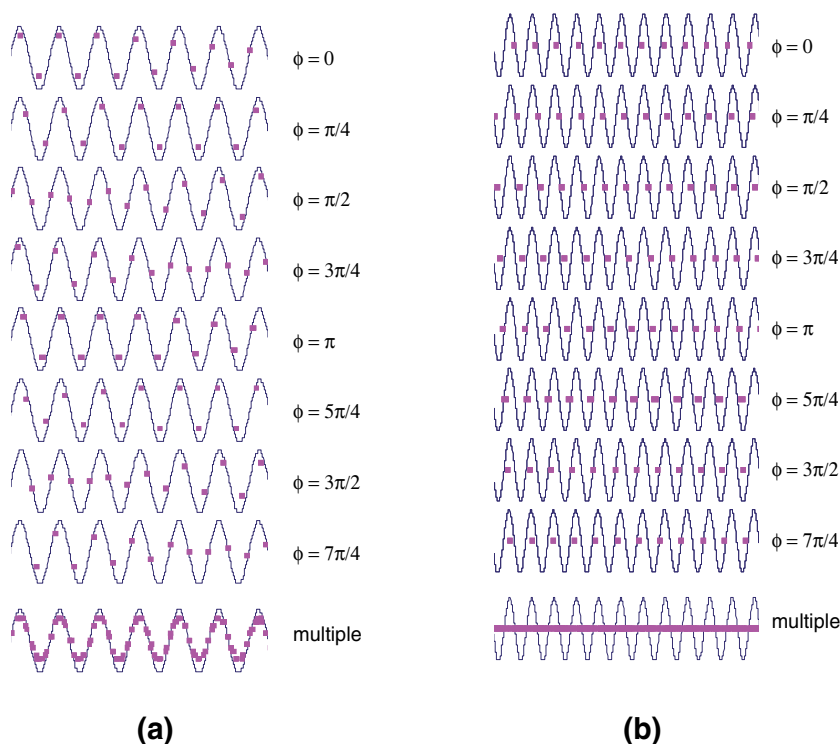 ϕ = 0
ϕ = π/4
ϕ = π/2
ϕ = 3π/4
ϕ = π
ϕ = 5π/4
ϕ = 3π/2
ϕ = 7π/4
multiple
(a)
ϕ = 0
ϕ = π/4
ϕ = π/2
ϕ = 3π/4
ϕ = π
ϕ = 5π/4
ϕ = 3π/2
ϕ = 7π/4
multiple
(b)